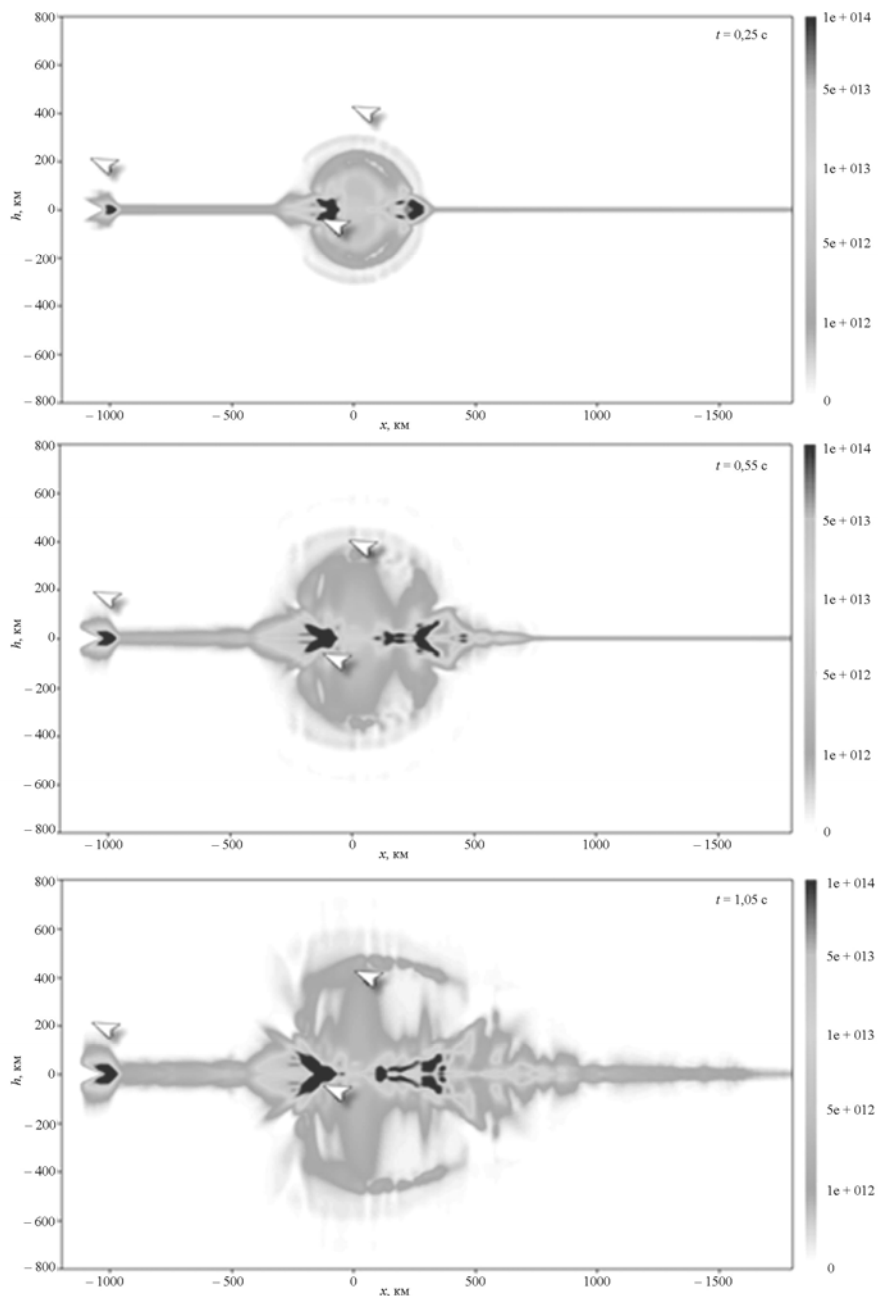 800
t = 0,25 c
1e + 014
600
5e + 013
400
200
1e + 013
h, км
0
– 200
5e + 012
– 400
1e + 012
– 600
– 800
0
– 1000
– 500
0
500
1000
– 1500
x, км
800
t = 0,55 c
1e + 014
600
5e + 013
400
200
1e + 013
h, км
0
– 200
5e + 012
– 400
1e + 012
– 600
– 800
0
– 1000
– 500
0
500
1000
– 1500
x, км
800
t = 1,05 c
1e + 014
600
5e + 013
400
200
1e + 013
h, км
0
– 200
5e + 012
– 400
1e + 012
– 600
– 800
0
– 1000
– 500
0
500
1000
– 1500
x, км